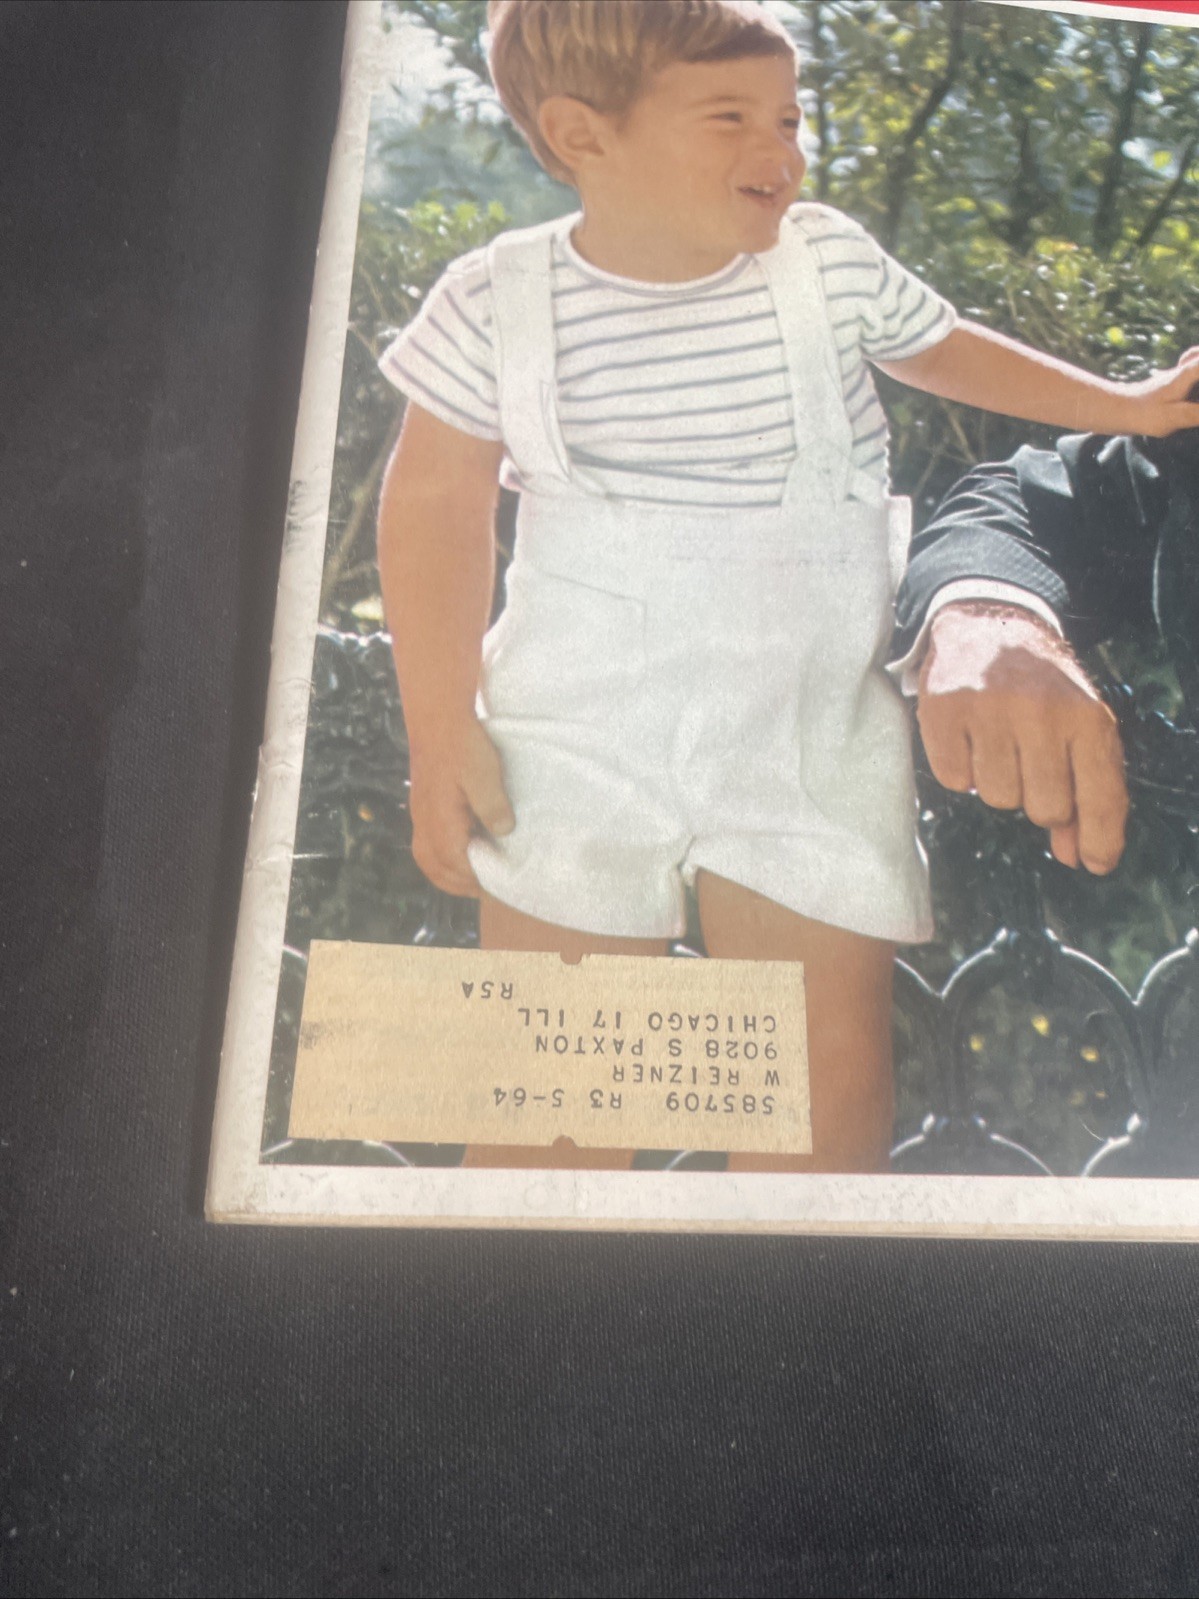 585709 R3 5-64
W REIZNER
9028 S PAXTON
CHICAGO 17 ILL
RSA